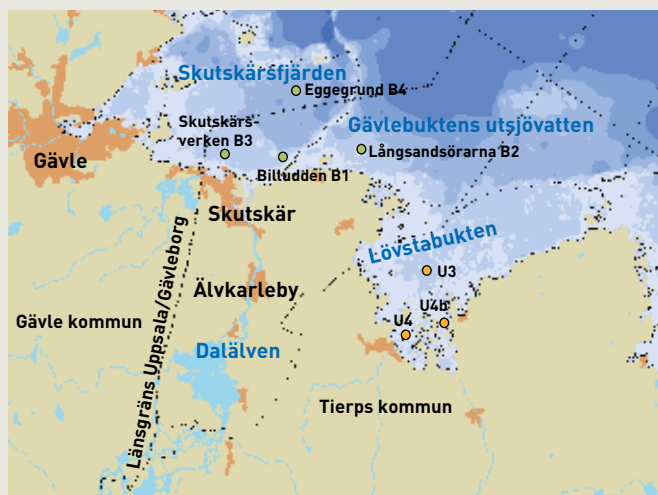 Skutskärsfjärden
Eggegrund B4
Skutskärs-
verken B3
Gävlebuktens utsjövatten
Långsandsörarna B2
Gävle
Billudden B1
Skutskär
Lövstabukten
U3
Länsgräns Uppsala/Gävleborg
Älvkarleby
U4b
U4
Gävle kommun
Dalälven
Tierps kommun